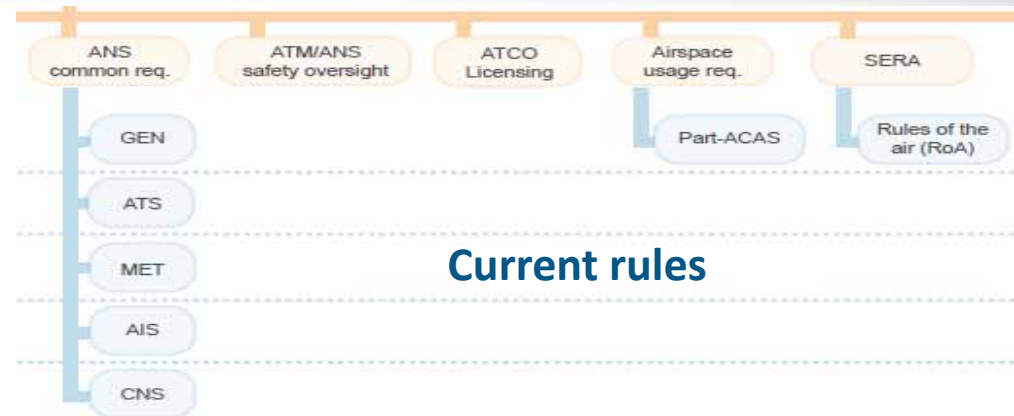 ANS
common req.
ATM/ANS
safety oversight
ATCO
Licensing
Airspace
usage req.
SERA
GEN
Part-ACAS
Rules of the
air (RoA)
ATS
MET
Current rules
AIS
CNS